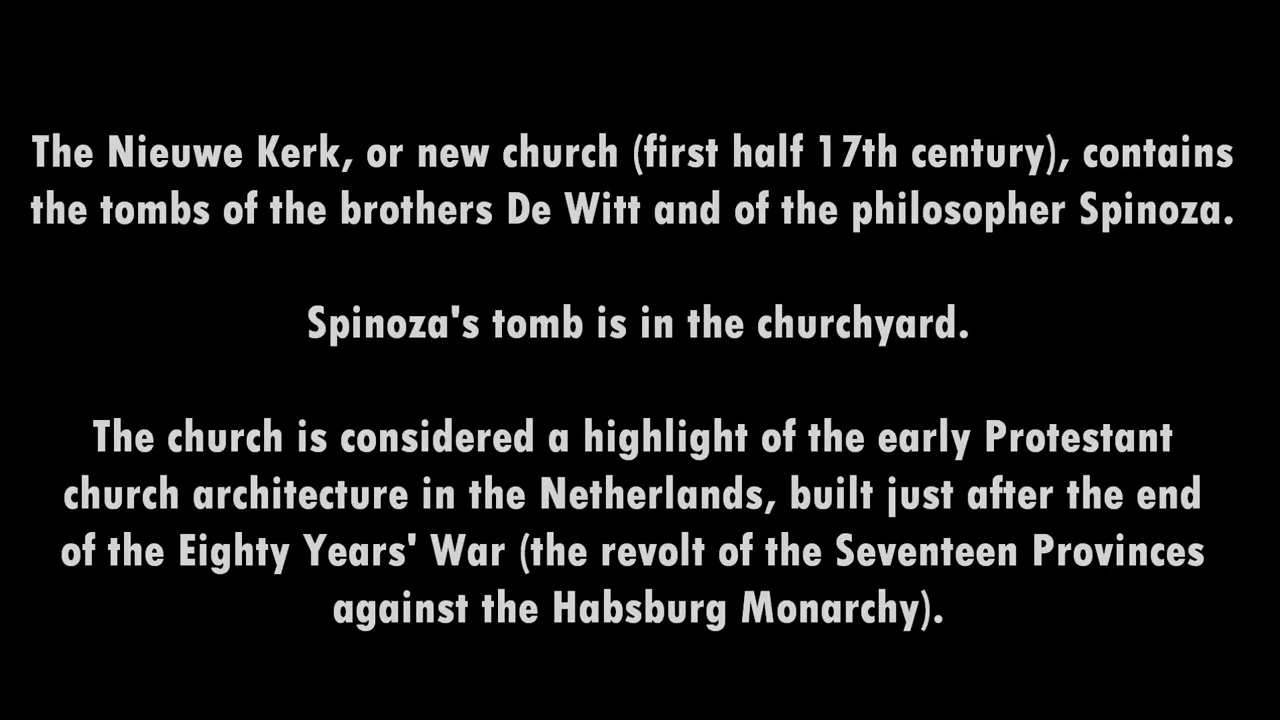 The Nieuwe Kerk, or new church (first half 17th century), contains
the tombs of the brothers De Witt and of the philosopher Spinoza.
Spinoza's tomb is in the churchyard.
The church is considered a highlight of the early Protestant
church architecture in the Netherlands, built just after the end
of the Eighty Years' War (the revolt of the Seventeen Provinces
against the Habsburg Monarchy).